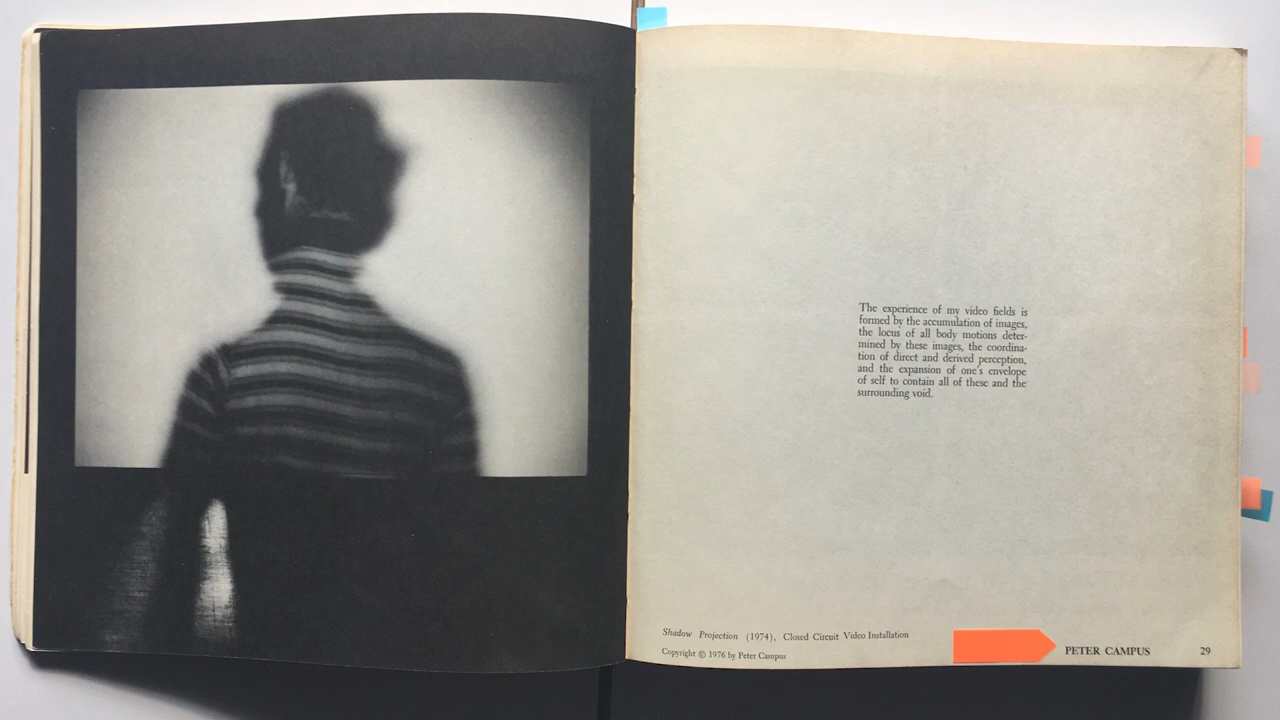 The experience of my video fields is
formed by the accumulation of images,
the locus of all body motions deter-
mined by these images, the coordina-
tion of direct and derived perception,
and the expansion of one's envelope
of self to contain all of these and the
surrounding void.
Shadow Projection (1974), Closed Circuit Video Installation
Copyright © 1976 by Peter Campus
PETER CAMPUS 29